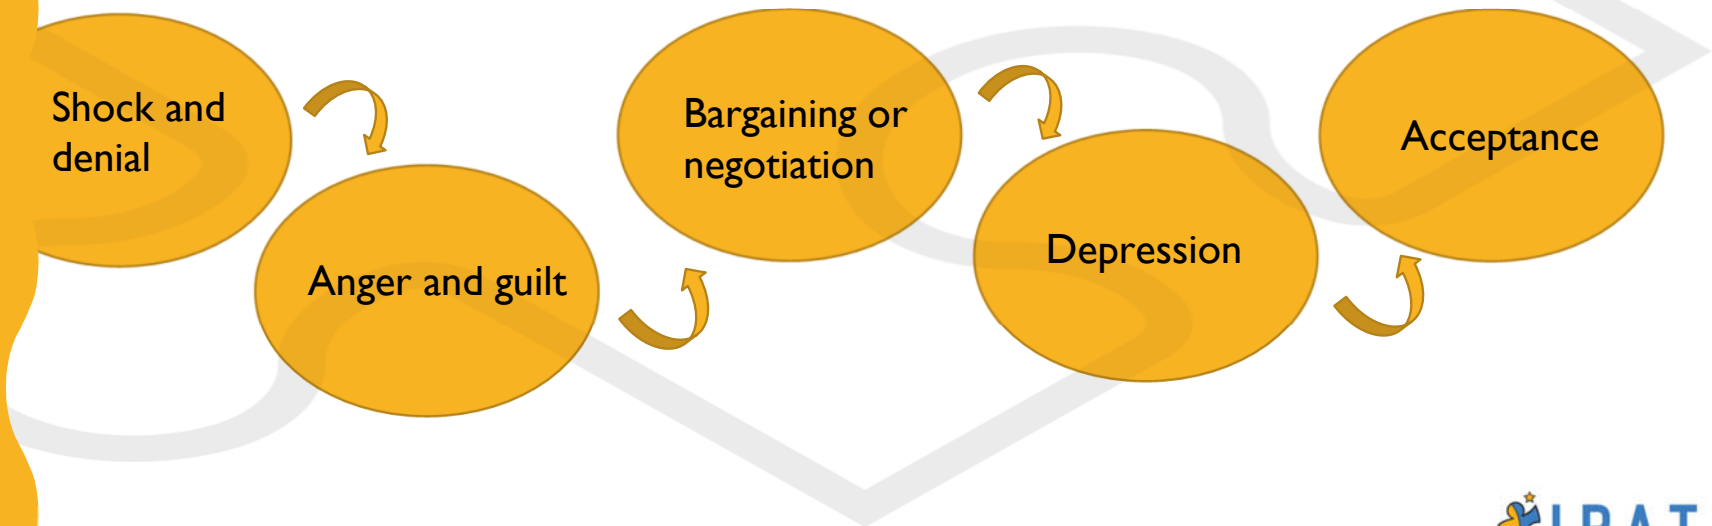 Shock and
denial
Anger and guilt
Bargaining or
negotiation
Depression
Acceptance